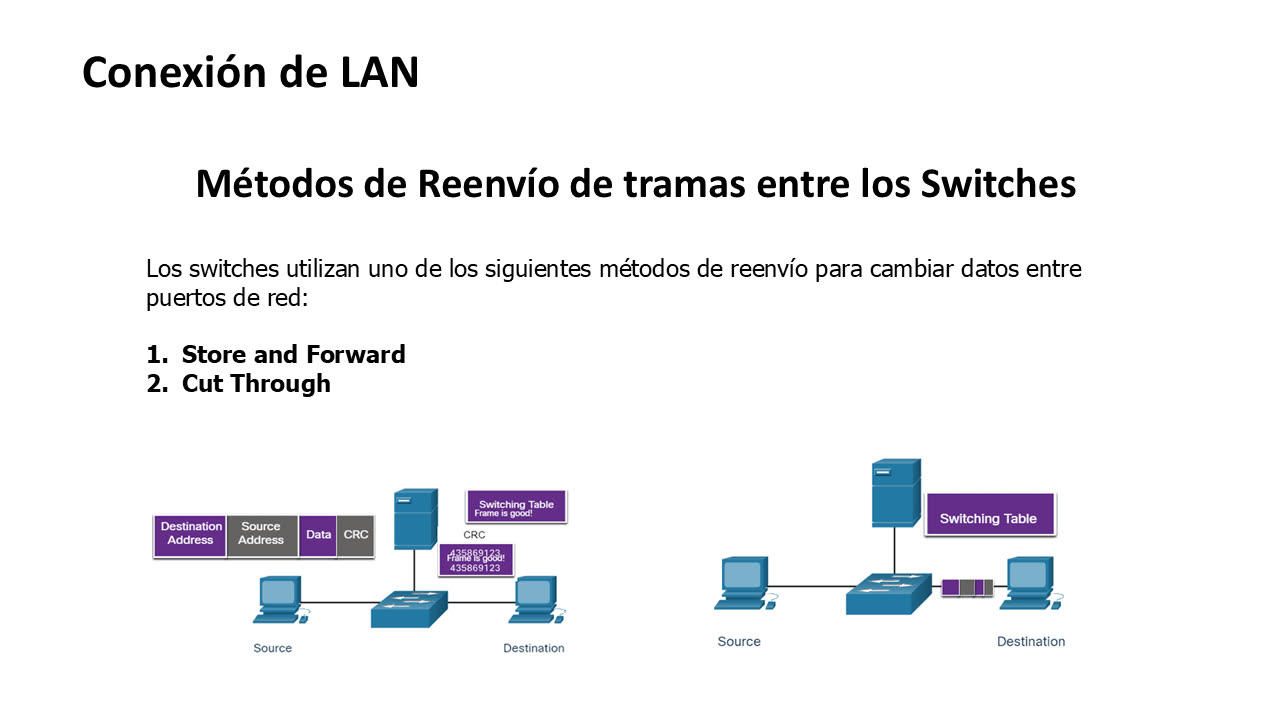 Conexión de LAN
Métodos de Reenvío de tramas entre los Switches
Los switches utilizan uno de los siguientes métodos de reenvío para cambiar datos entre
puertos de red:
1. Store and Forward
2. Cut Through
Destination
Address
Source
Address
Data
CRC
Switching Table
Frame is good!
CRC
435869123
Frame is good!
435869123
Source
Destination
Switching Table
Source
Destination